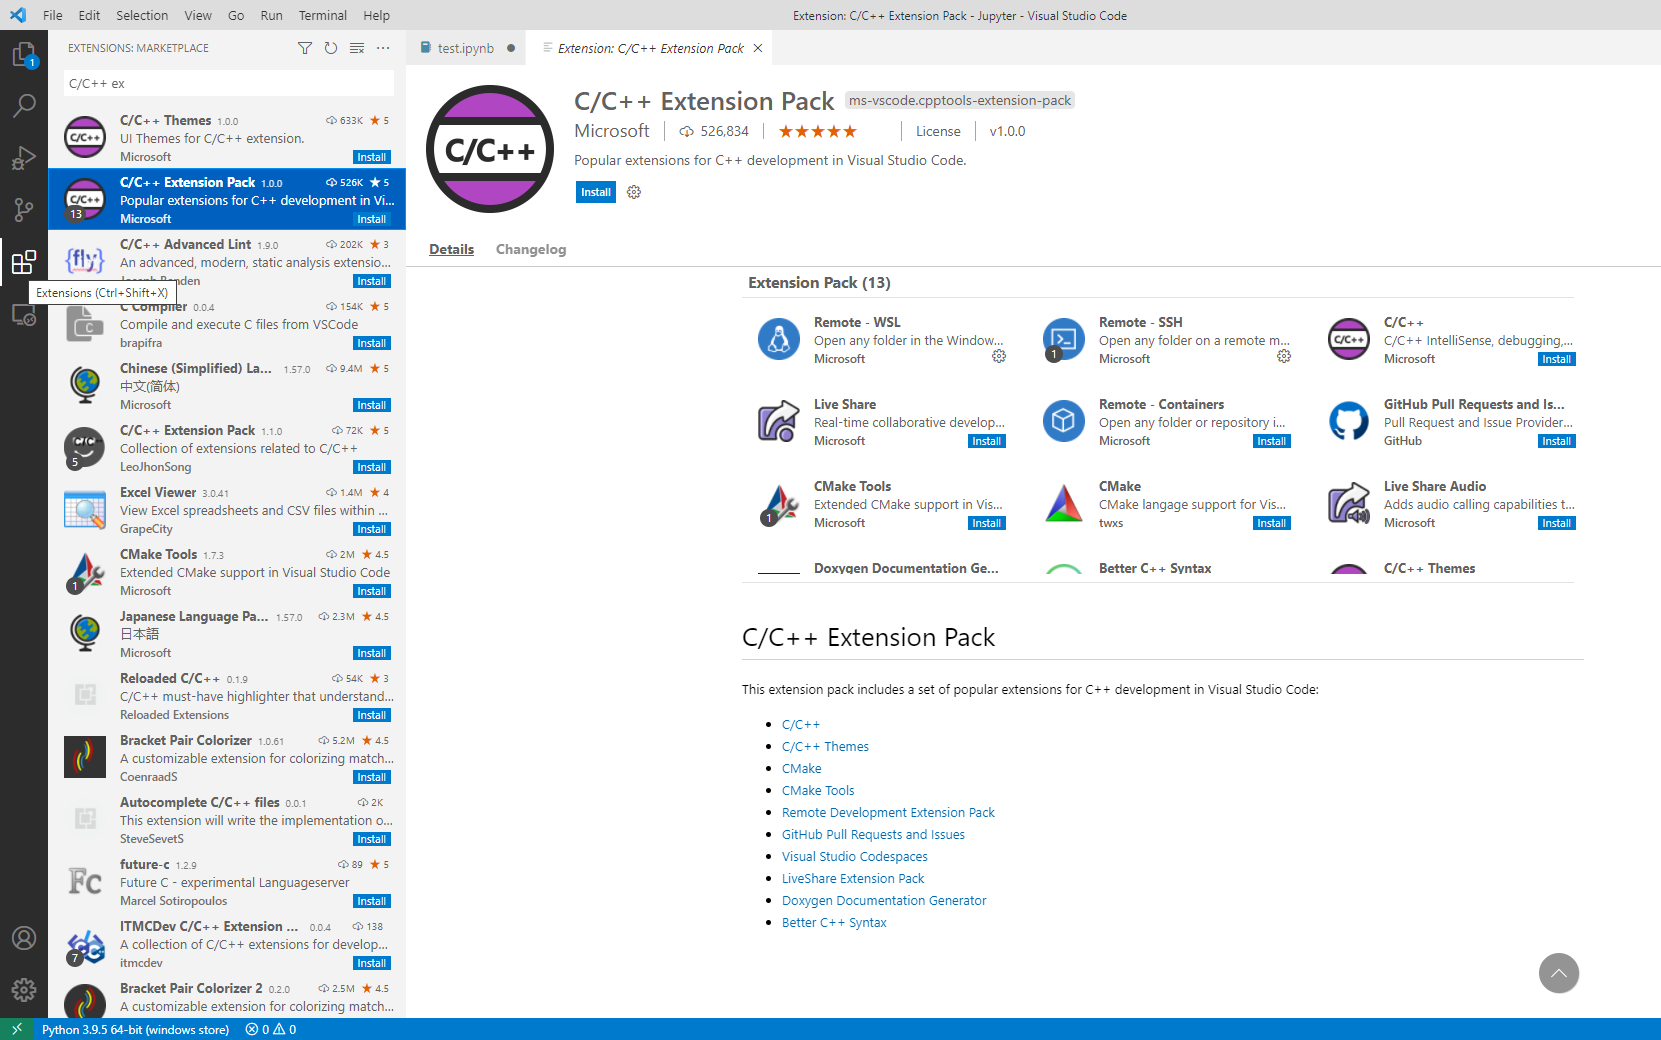 File Edit Selection View Go Run Terminal Help
Extension: C/C++ Extension Pack - Jupyter - Visual Studio Code
1
EXTENSIONS: MARKETPLACE
C/C++ ex
C/C++ Themes 1.0.0 633K ★ 5
UI Themes for C/C++ extension.
Microsoft Install
C/C++ Extension Pack 1.0.0 526K ★ 5
Popular extensions for C++ development in Vi...
13 Microsoft Install
C/C++ Advanced Lint 1.9.0 202K ★ 3
{fly} An advanced, modern, static analysis extensio...
Install
Extensions (Ctrl+Shift+X)
C Compiler 0.0.4 154K ★ 5
Compile and execute C files from VSCode
brapifra Install
Chinese (Simplified) La... 1.57.0 9.4M ★ 5
中文(简体)
Microsoft Install
C/C++ Extension Pack 1.1.0 72K ★ 5
Collection of extensions related to C/C++
5 LeoJhonSong Install
Excel Viewer 3.0.41 1.4M ★ 4
View Excel spreadsheets and CSV files within ...
GrapeCity Install
CMake Tools 1.7.3 2M ★ 4.5
Extended CMake support in Visual Studio Code
1 Microsoft Install
Japanese Language Pa... 1.57.0 2.3M ★ 4.5
日本語
Microsoft Install
Reloaded C/C++ 0.1.9 54K ★ 3
C/C++ must-have highlighter that understand...
Reloaded Extensions Install
Bracket Pair Colorizer 1.0.61 5.2M ★ 4.5
A customizable extension for colorizing match...
CoenraadS Install
Autocomplete C/C++ files 0.0.1 2K
This extension will write the implementation o...
SteveSevetS Install
future-c 1.2.9 89 ★ 5
Fc Future C - experimental Languageserver
Marcel Sotiropoulos Install
ITMCDev C/C++ Extension ... 0.0.4 138
A collection of C/C++ extensions for develop...
7 itmcdev Install
Bracket Pair Colorizer 2 0.2.0 2.5M ★ 4.5
A customizable extension for colorizing match...
test.ipynb ●
Extension: C/C++ Extension Pack ×
C/C++
C/C++ Extension Pack ms-vscode.cpptools-extension-pack
Microsoft 526,834 ★★★★★ License v1.0.0
Popular extensions for C++ development in Visual Studio Code.
Install
Details Changelog
Extension Pack (13)
Remote - WSL
Open any folder in the Window...
Microsoft
Remote - SSH
Open any folder on a remote m...
1 Microsoft
C/C++
C/C++ IntelliSense, debugging,...
Microsoft Install
Live Share
Real-time collaborative develop...
Microsoft Install
Remote - Containers
Open any folder or repository i...
Microsoft Install
GitHub Pull Requests and Is...
Pull Request and Issue Provider...
GitHub Install
CMake Tools
Extended CMake support in Vis...
1 Microsoft Install
CMake
CMake langage support for Vis...
twxs Install
Live Share Audio
Adds audio calling capabilities t...
Microsoft Install
Doxygen Documentation Ge...
Better C++ Syntax
C/C++ Themes
C/C++ Extension Pack
This extension pack includes a set of popular extensions for C++ development in Visual Studio Code:
• C/C++
• C/C++ Themes
• CMake
• CMake Tools
• Remote Development Extension Pack
• GitHub Pull Requests and Issues
• Visual Studio Codespaces
• LiveShare Extension Pack
• Doxygen Documentation Generator
• Better C++ Syntax
Python 3.9.5 64-bit (windows store) 0 0